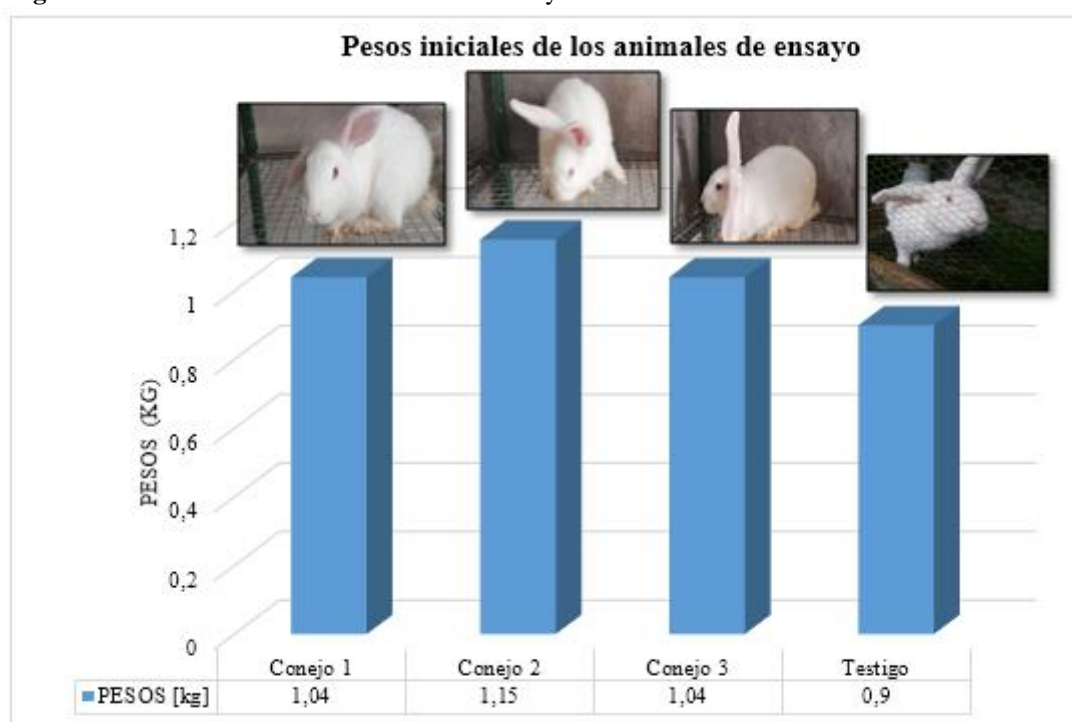 Pesos iniciales de los animales de ensayo
1,2
1
0,8
0,6
0,4
0,2
0
PESOS (KG)
Conejo 1 Conejo 2 Conejo 3 Testigo
PESOS [kg] 1,04 1,15 1,04 0,9